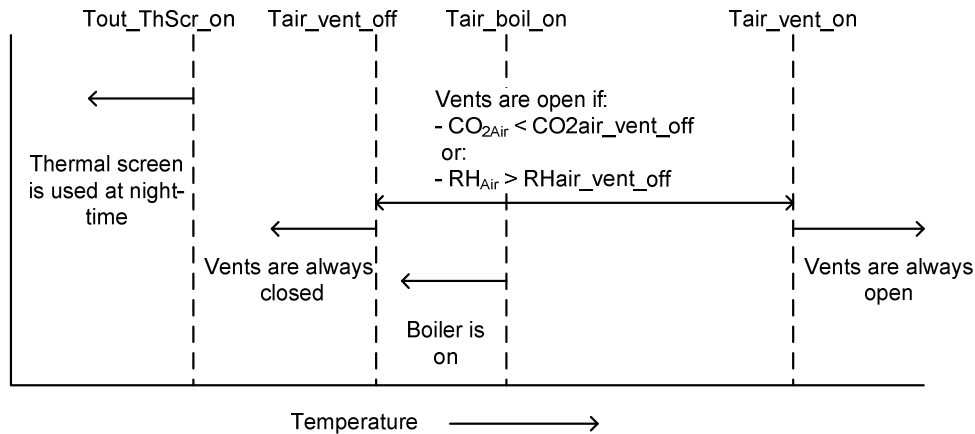 Tout_ThScr_on
Tair_vent_off
Tair_boil_on
Tair_vent_on
Vents are open if:
- CO2Air < CO2air_vent_off
or:
- RHAir > RHair_vent_off
Thermal screen
is used at night-
time
Vents are always
closed
Vents are always
open
Boiler is
on
Temperature